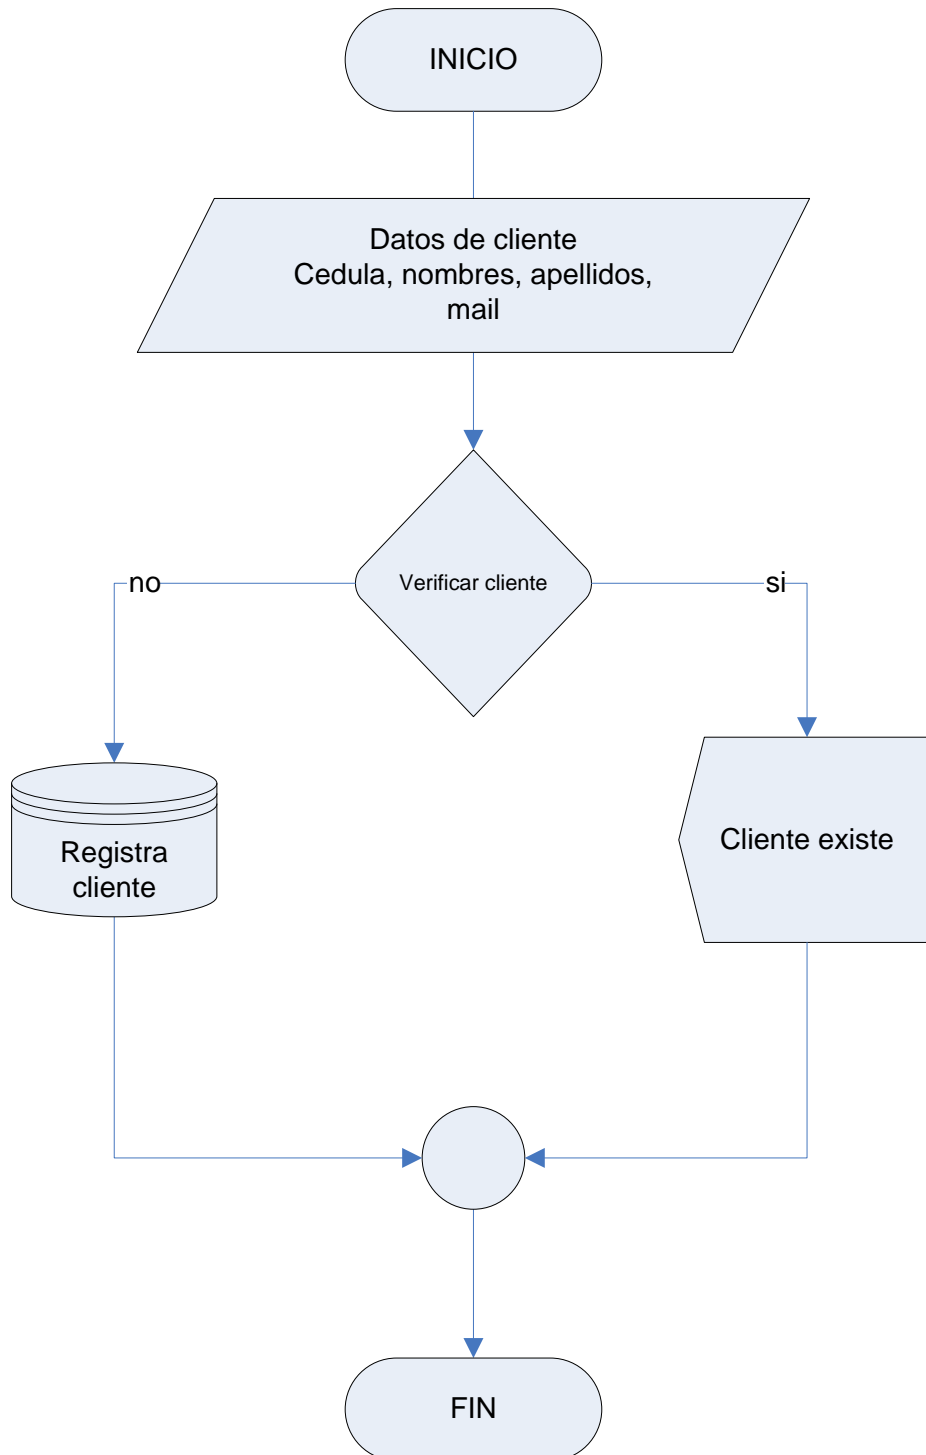 INICIO
Datos de cliente
Cedula, nombres, apellidos,
mail
Verificar cliente
no
si
Registra
cliente
Cliente existe
FIN